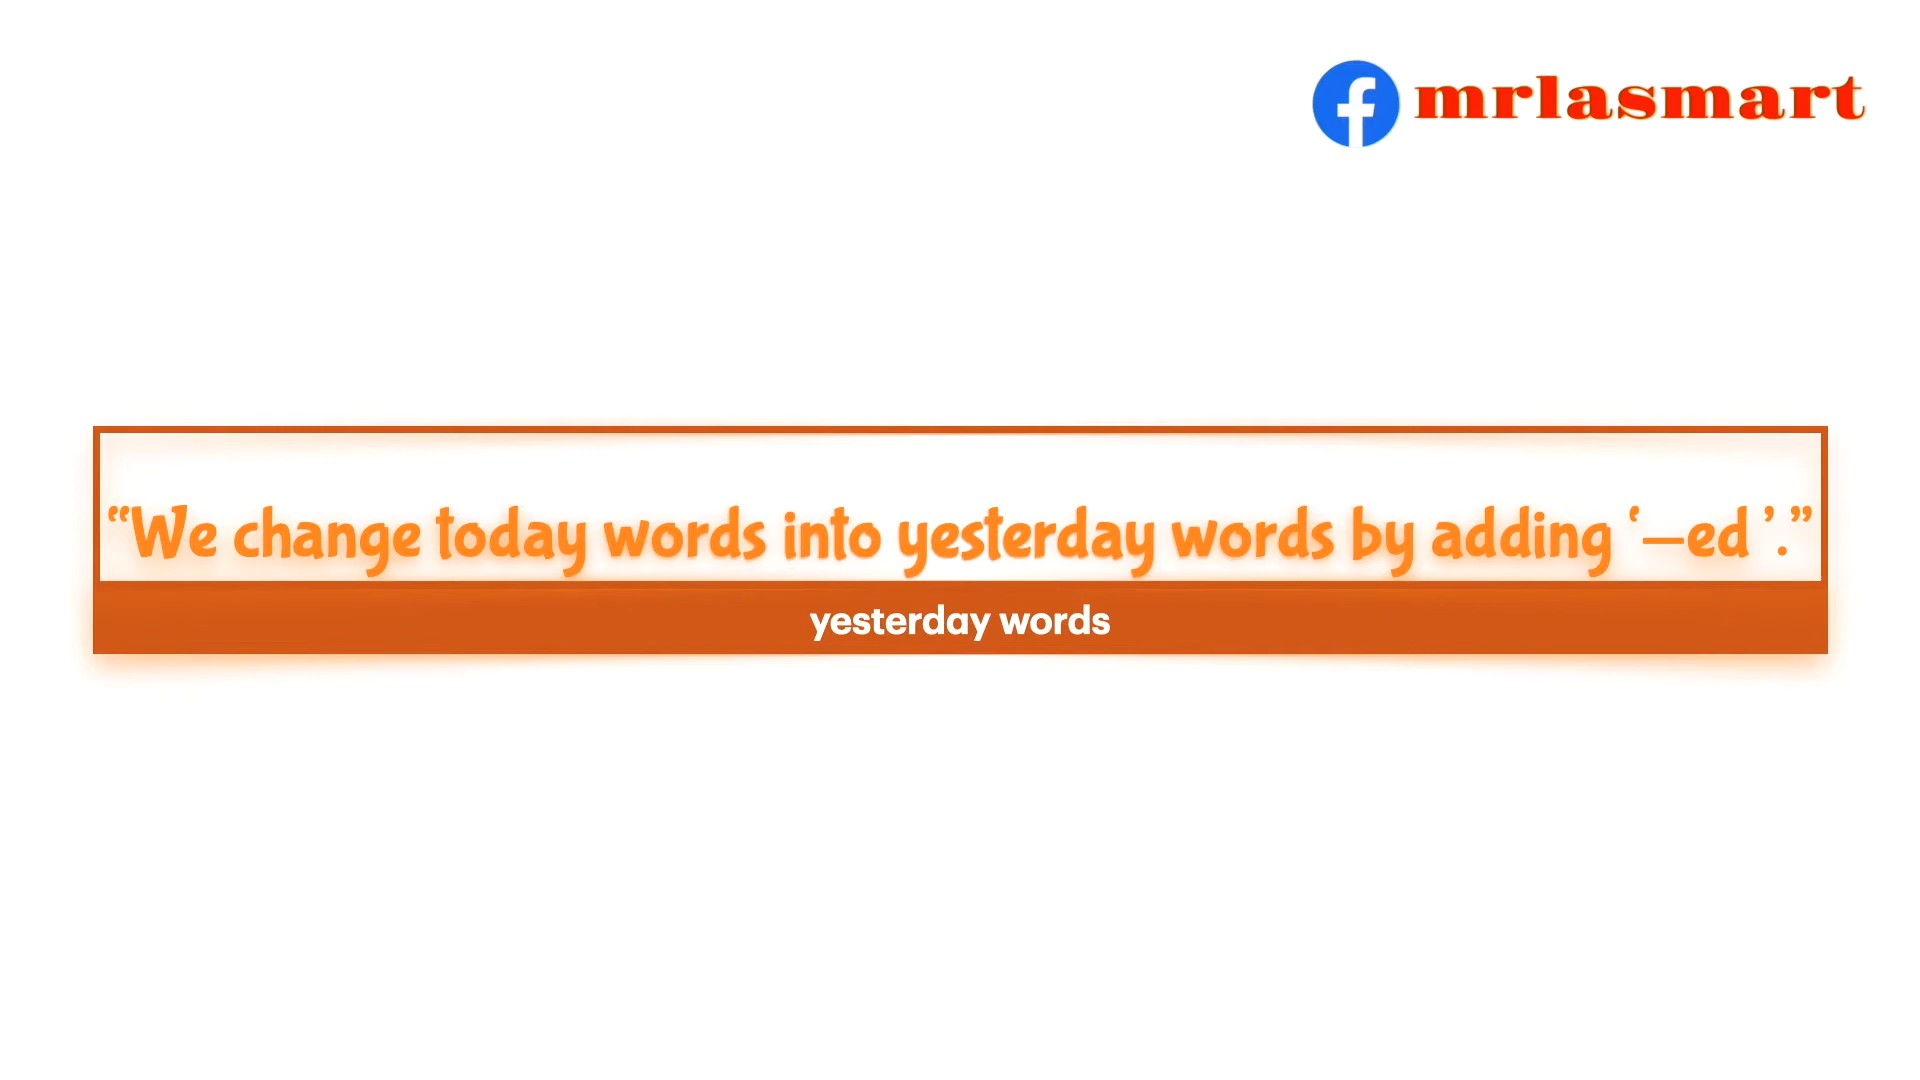 mrlasmart
“We change today words into yesterday words by adding ‘—ed ’.”
yesterday words